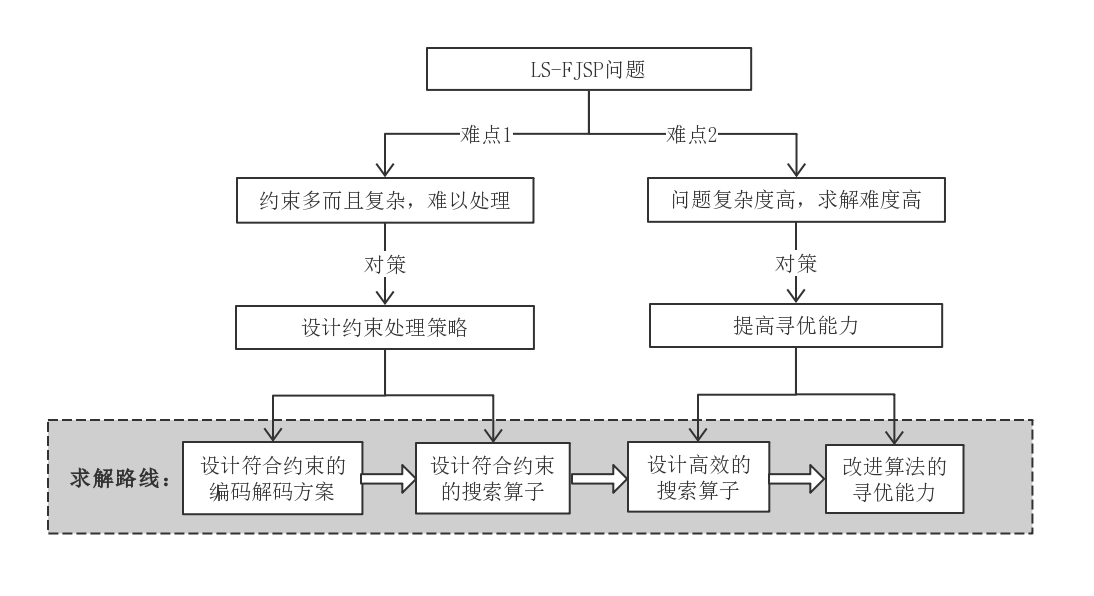 LS-FJSP问题
难点1
难点2
约束多而且复杂，难以处理
问题复杂度高，求解难度高
对策
对策
设计约束处理策略
提高寻优能力
求解路线：
设计符合约束的
编码解码方案
设计符合约束
的搜索算子
设计高效的
搜索算子
改进算法的
寻优能力